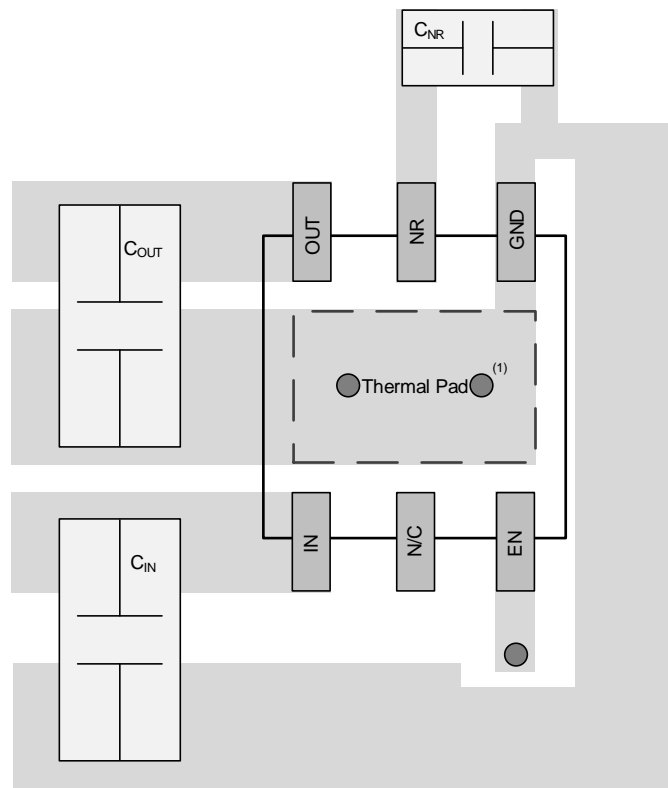 CNR
COUT
OUT
NR
GND
Thermal Pad
(1)
IN
N/C
EN
CIN